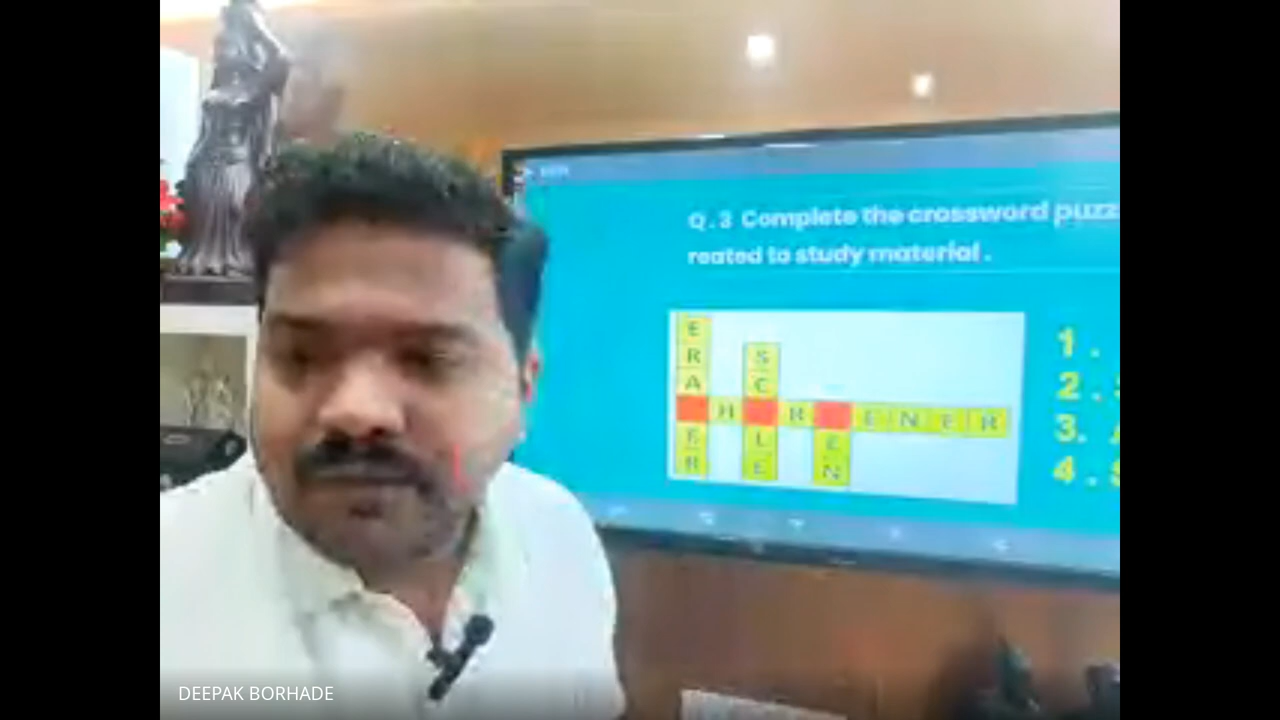 Q.3 Complete the crossword puzz
reated to study material.
E
R
S
A
C
H R E N E R
E
L
E
R
E
N
1.
2.
3.
4.
DEEPAK BORHADE